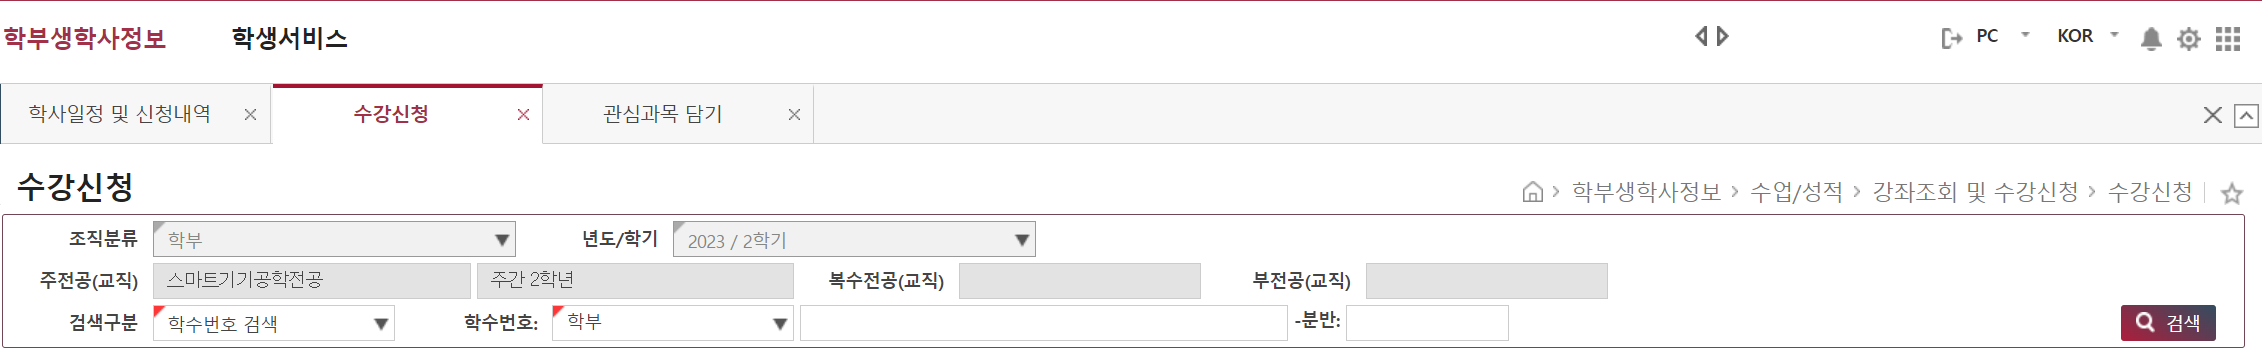 학부생학사정보 학생서비스 PC KOR
학사일정 및 신청내역 수강신청 관심과목 담기
수강신청
학부생학사정보 > 수업/성적 > 강좌조회 및 수강신청 > 수강신청
조직분류 학부 년도/학기 2023 / 2학기
주전공(교직) 스마트기기공학전공 주간 2학년 복수전공(교직) 부전공(교직)
검색구분 학수번호 검색 학수번호: 학부 -분반: 검색